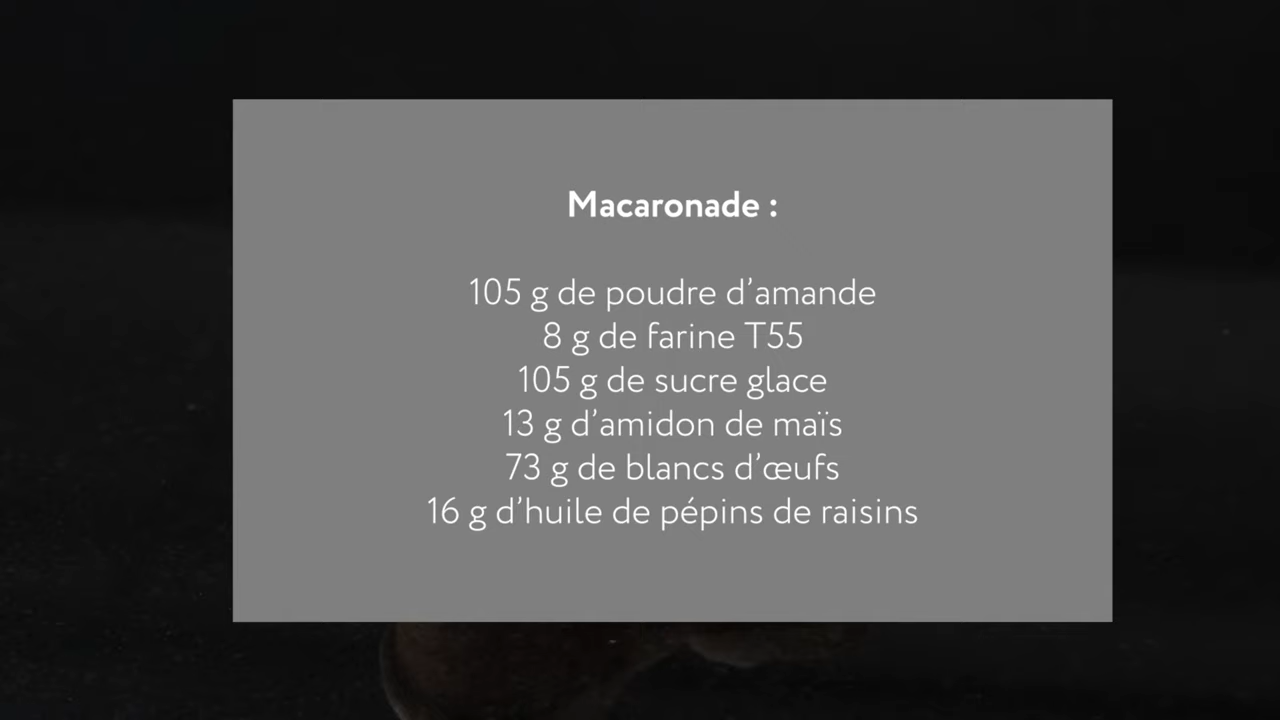 Macaronade :
105 g de poudre d’amande
8 g de farine T55
105 g de sucre glace
13 g d’amidon de maïs
73 g de blancs d’œufs
16 g d’huile de pépins de raisins